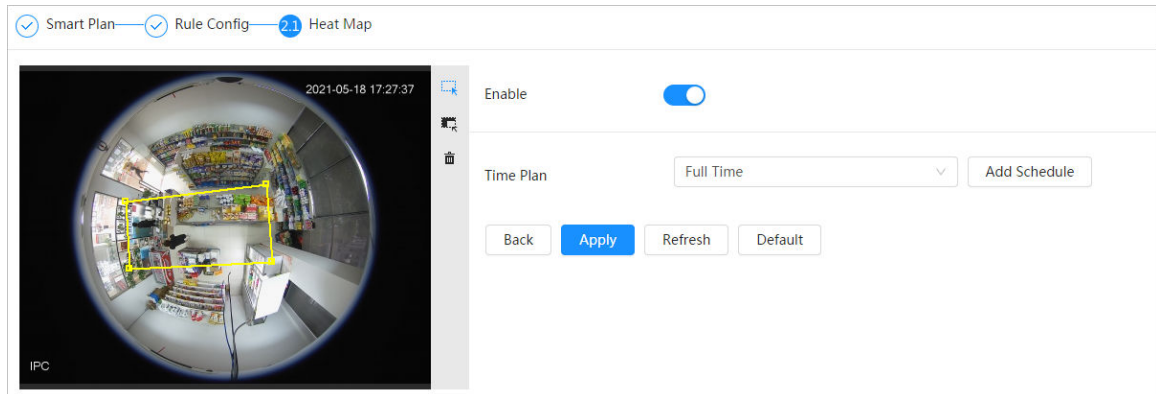 Smart Plan
Rule Config
2.1 Heat Map
2021-05-18 17:27:37
Enable
Time Plan
Full Time
Add Schedule
Back
Apply
Refresh
Default
IPC